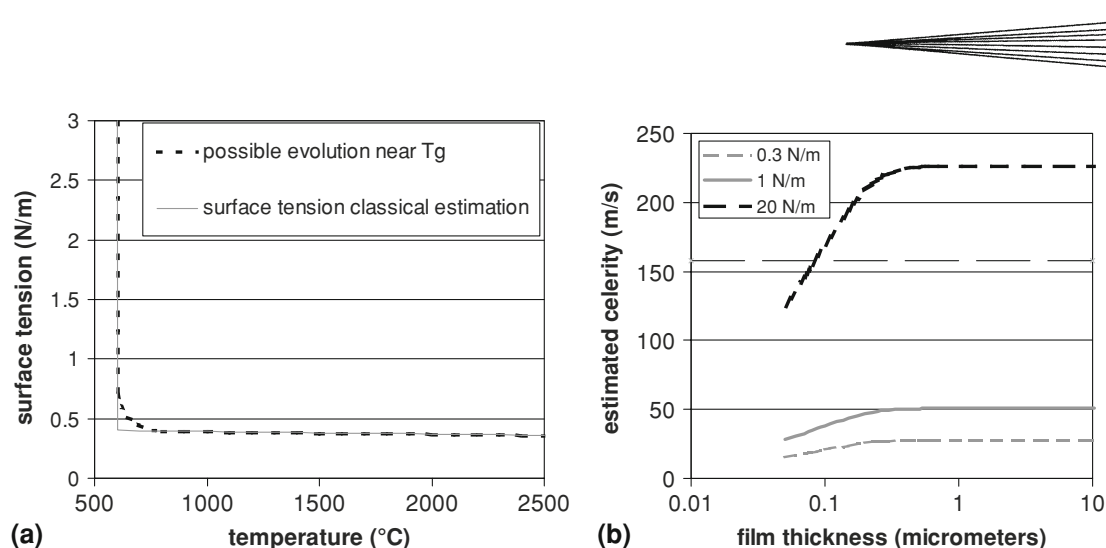 3
2.5
2
1.5
1
0.5
0
500
1000
1500
2000
2500
surface tension (N/m)
temperature (°C)
possible evolution near Tg
surface tension classical estimation
(a)
250
200
150
100
50
0
0.01
0.1
1
10
estimated celerity (m/s)
film thickness (micrometers)
0.3 N/m
1 N/m
20 N/m
(b)